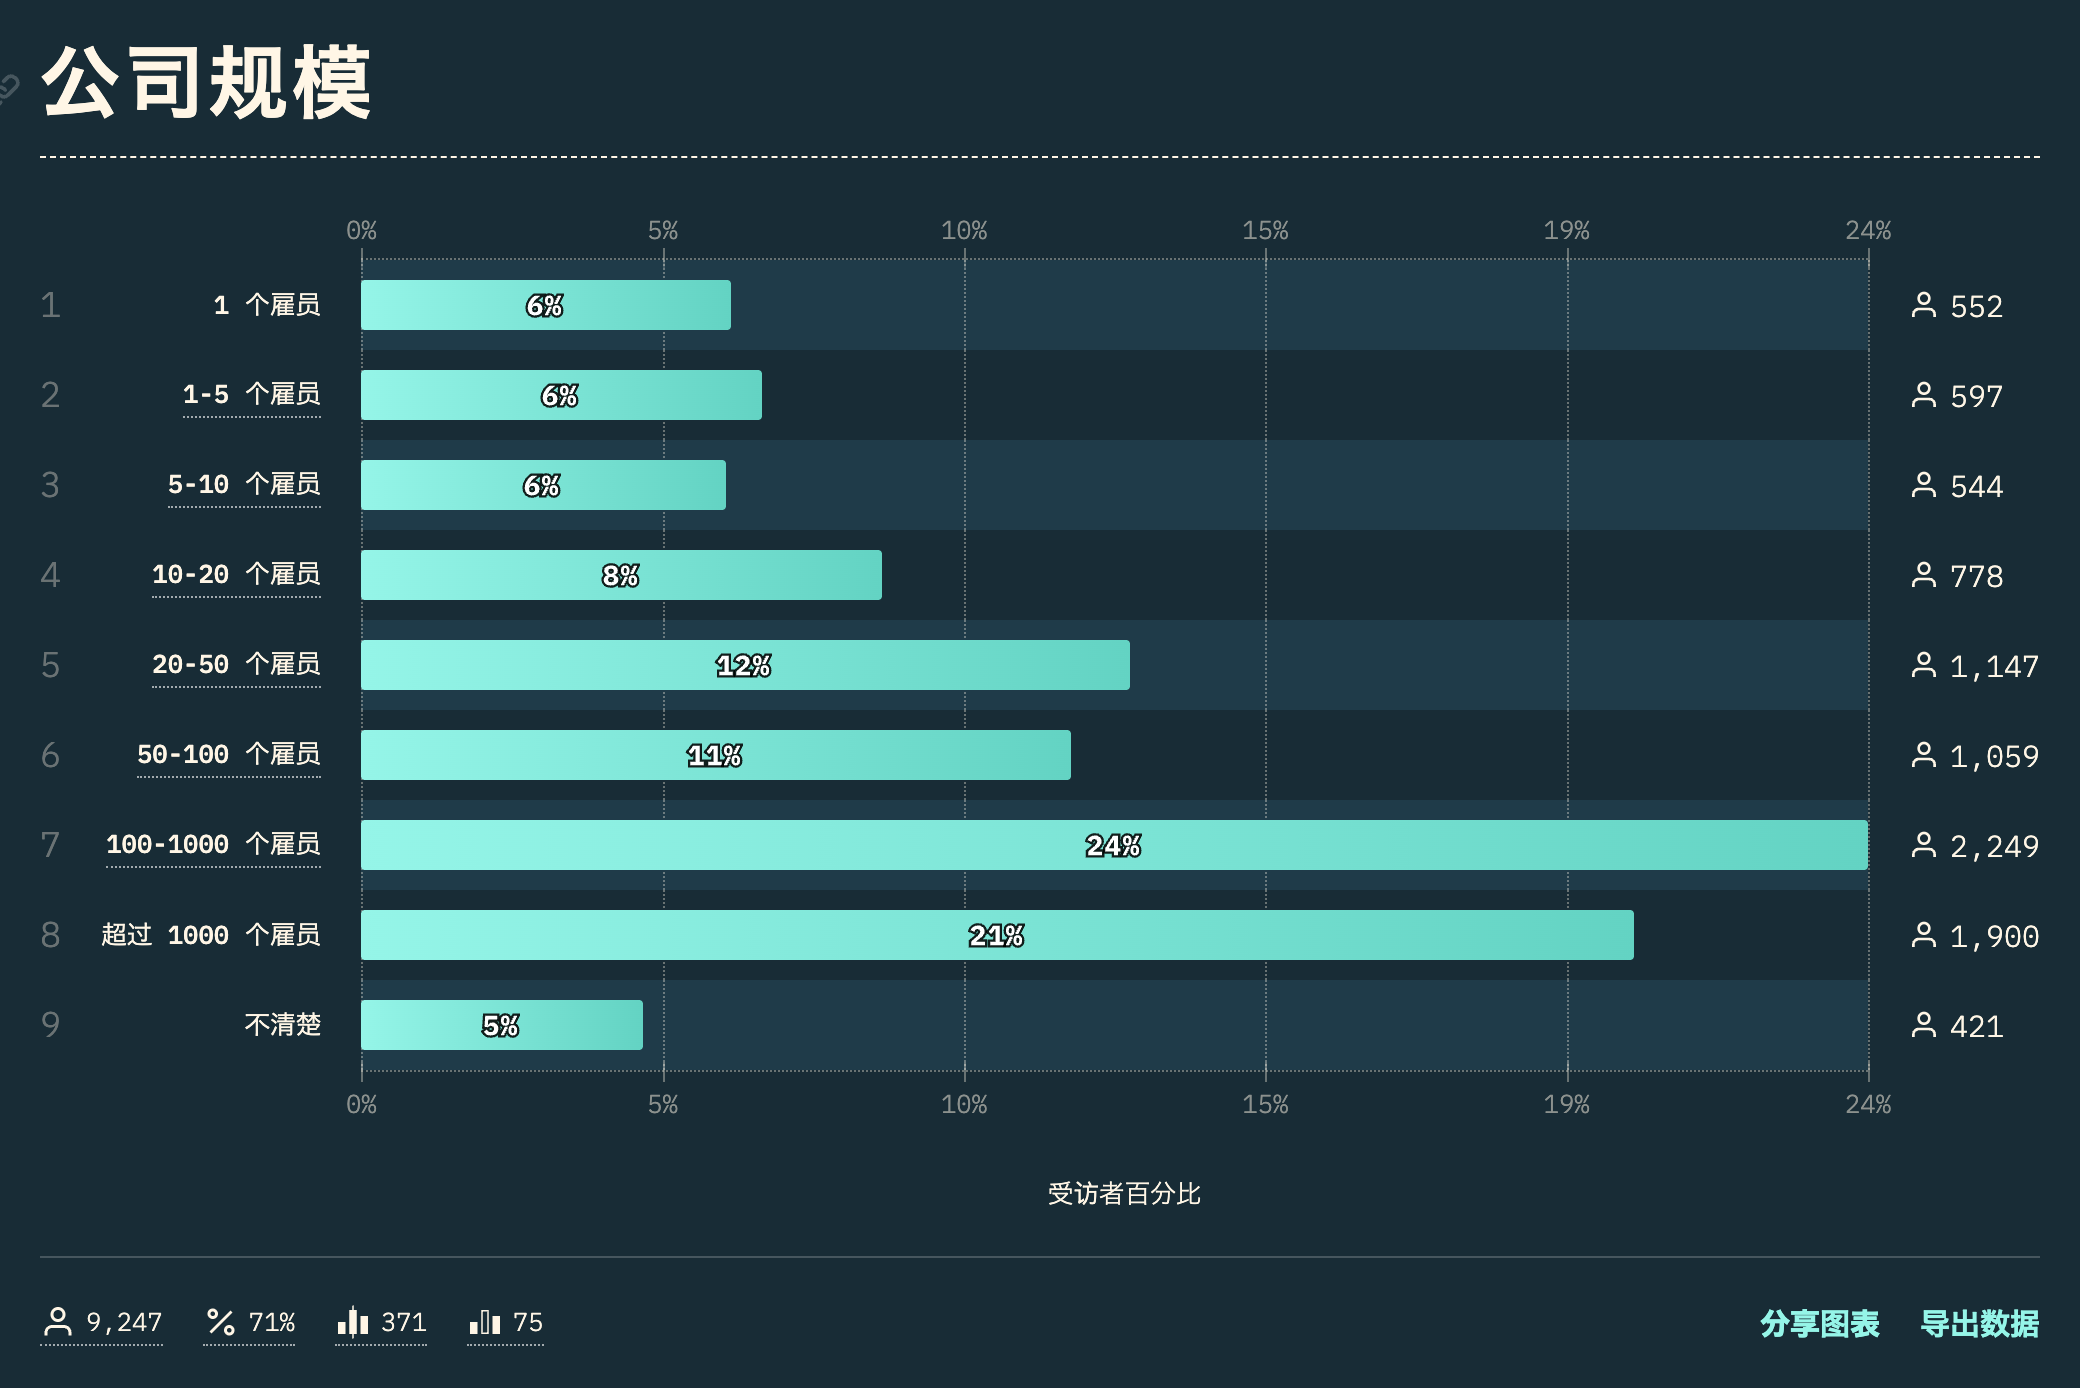 公司规模
0% 5% 10% 15% 19% 24%
1 1 个雇员 6% 552
2 1-5 个雇员 6% 597
3 5-10 个雇员 6% 544
4 10-20 个雇员 8% 778
5 20-50 个雇员 12% 1,147
6 50-100 个雇员 11% 1,059
7 100-1000 个雇员 24% 2,249
8 超过 1000 个雇员 21% 1,900
9 不清楚 5% 421
0% 5% 10% 15% 19% 24%
受访者百分比
9,247 71% 371 75 分享图表 导出数据